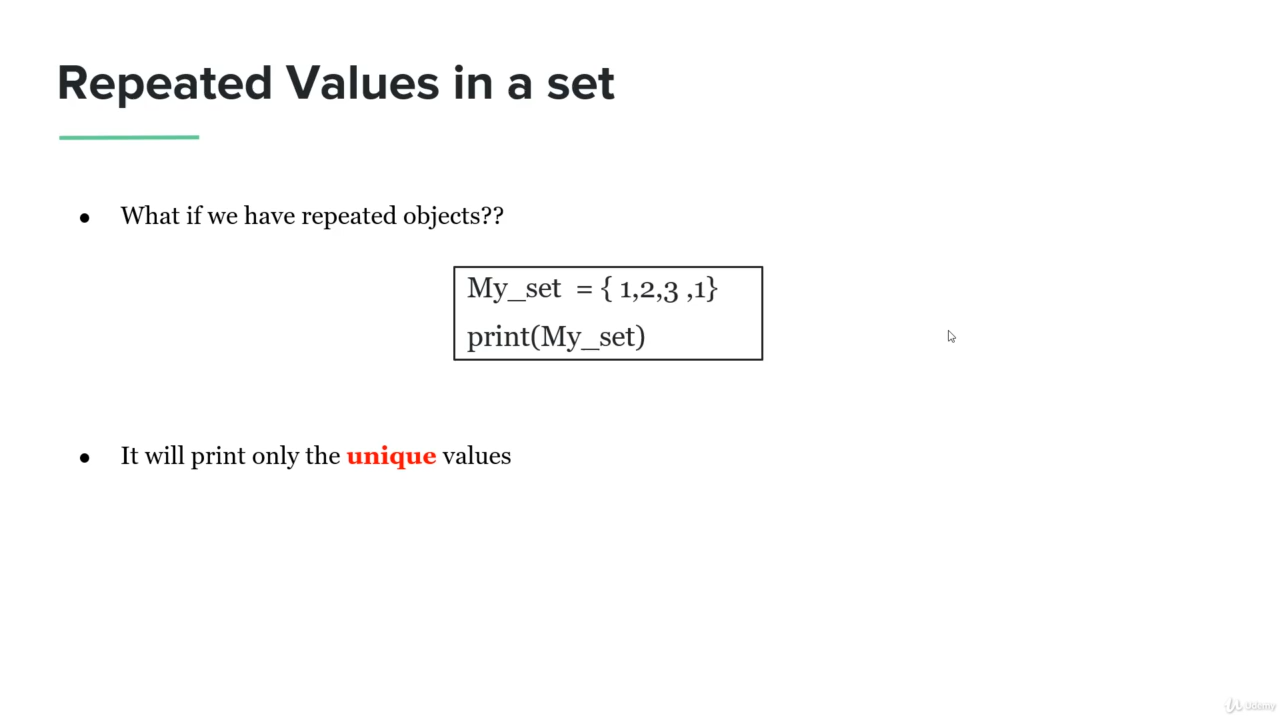 Repeated Values in a set
● What if we have repeated objects??
My_set = { 1,2,3 ,1}
print(My_set)
● It will print only the unique values
Udemy